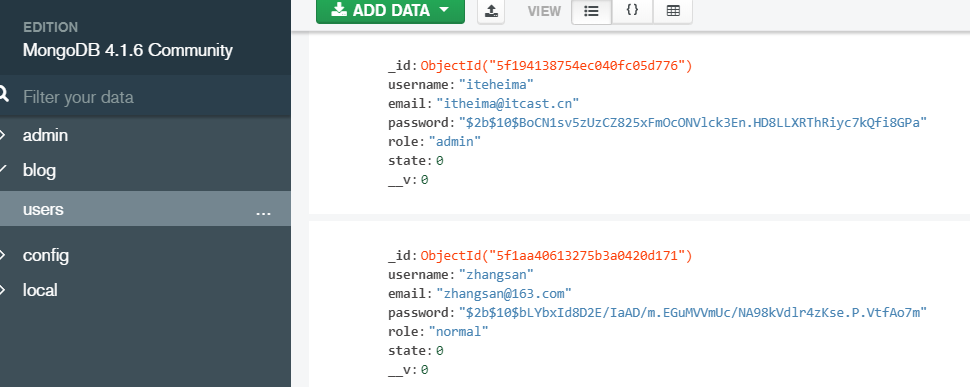 EDITION
MongoDB 4.1.6 Community
Filter your data
admin
blog
users
...
config
local
ADD DATA
VIEW
{}
_id: ObjectId("5f194138754ec040fc05d776")
username: "iteheima"
email: "itheima@itcast.cn"
password: "$2b$10$BoCN1sv5zUzCZ825xFmOcONVlck3En.HD8LLXRThRiyc7kQfi8GPa"
role: "admin"
state: 0
__v: 0
_id: ObjectId("5f1aa40613275b3a0420d171")
username: "zhangsan"
email: "zhangsan@163.com"
password: "$2b$10$bLYbxId8D2E/IaAD/m.EGuMVVmUc/NA98kVdlr4zKse.P.VtfAo7m"
role: "normal"
state: 0
__v: 0